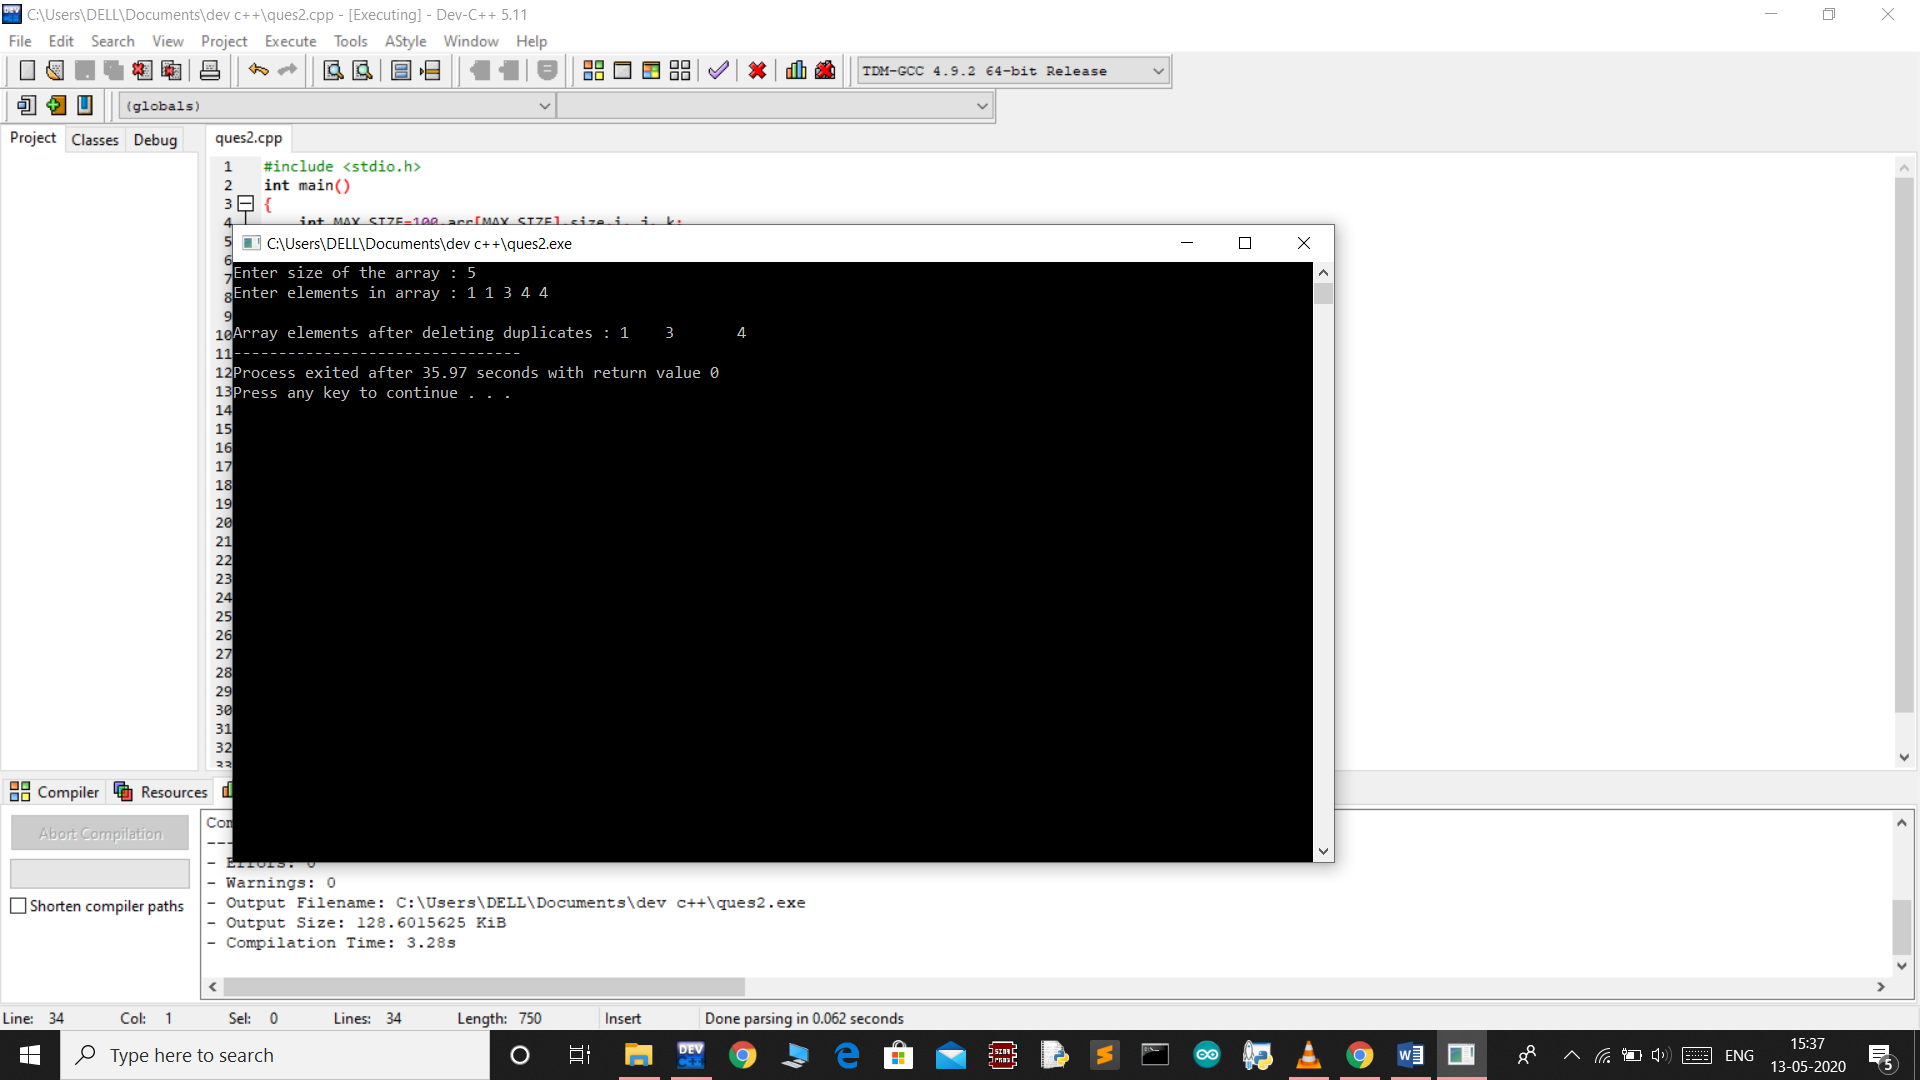 C:\Users\DELL\Documents\dev c++\ques2.cpp - [Executing] - Dev-C++ 5.11
File Edit Search View Project Execute Tools AStyle Window Help
TDM-GCC 4.9.2 64-bit Release
(globals)
Project Classes Debug
ques2.cpp
1 #include <stdio.h>
2 int main()
3 {
4 int MAX_SIZE=100,arr[MAX_SIZE],size,i, j, k;
5
6
7
8
9
10
11
12
13
14
15
16
17
18
19
20
21
22
23
24
25
26
27
28
29
30
31
32
33
C:\Users\DELL\Documents\dev c++\ques2.exe
Enter size of the array : 5
Enter elements in array : 1 1 3 4 4
Array elements after deleting duplicates : 1 3 4
--------------------------------
Process exited after 35.97 seconds with return value 0
Press any key to continue . . .
Compiler Resources
Abort Compilation
Shorten compiler paths
Com
---
- Errors: 0
- Warnings: 0
- Output Filename: C:\Users\DELL\Documents\dev c++\ques2.exe
- Output Size: 128.6015625 KiB
- Compilation Time: 3.28s
Line: 34 Col: 1 Sel: 0 Lines: 34 Length: 750 Insert Done parsing in 0.062 seconds
Type here to search
DEV
ENG
15:37
13-05-2020
5